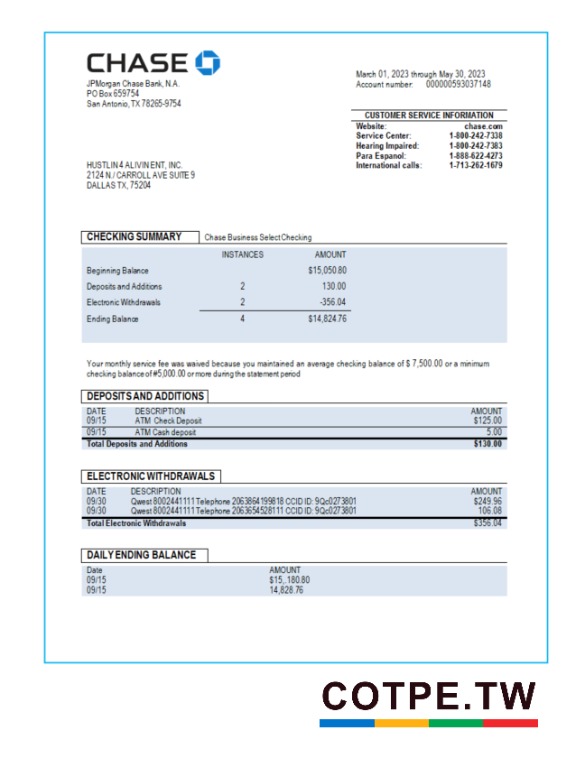 CHASE
JPMorgan Chase Bank, N.A.
PO Box 659754
San Antonio, TX 78265-9754
March 01, 2023 through May 30, 2023
Account number: 000000593037148
CUSTOMER SERVICE INFORMATION
Website: chase.com
Service Center: 1-800-242-7338
Hearing Impaired: 1-800-242-7383
Para Espanol: 1-888-622-4273
International calls: 1-713-262-1679
HUSTLIN 4 ALIVIN ENT, INC.
2124 N./ CARROLL AVE SUITE 9
DALLAS TX, 75204
CHECKING SUMMARY Chase Business Select Checking
INSTANCES AMOUNT
Beginning Balance $15,050.80
Deposits and Additions 2 130.00
Electronic Withdrawals 2 -356.04
Ending Balance 4 $14,824.76
Your monthly service fee was waived because you maintained an average checking balance of $ 7,500.00 or a minimum
checking balance of #5,000.00 or more during the statement period
DEPOSITS AND ADDITIONS
DATE DESCRIPTION AMOUNT
09/15 ATM Check Deposit $125.00
09/15 ATM Cash deposit 5.00
Total Deposits and Additions $130.00
ELECTRONIC WITHDRAWALS
DATE DESCRIPTION AMOUNT
09/30 Qwest 8002441111 Telephone 2063864199818 CCID ID: 9Qc0273801 $249.96
09/30 Qwest 8002441111 Telephone 2063654528111 CCID ID: 9Qc0273801 106.08
Total Electronic Withdrawals $356.04
DAILY ENDING BALANCE
Date AMOUNT
09/15 $15,.180.80
09/15 14,828.76
COTPE.TW